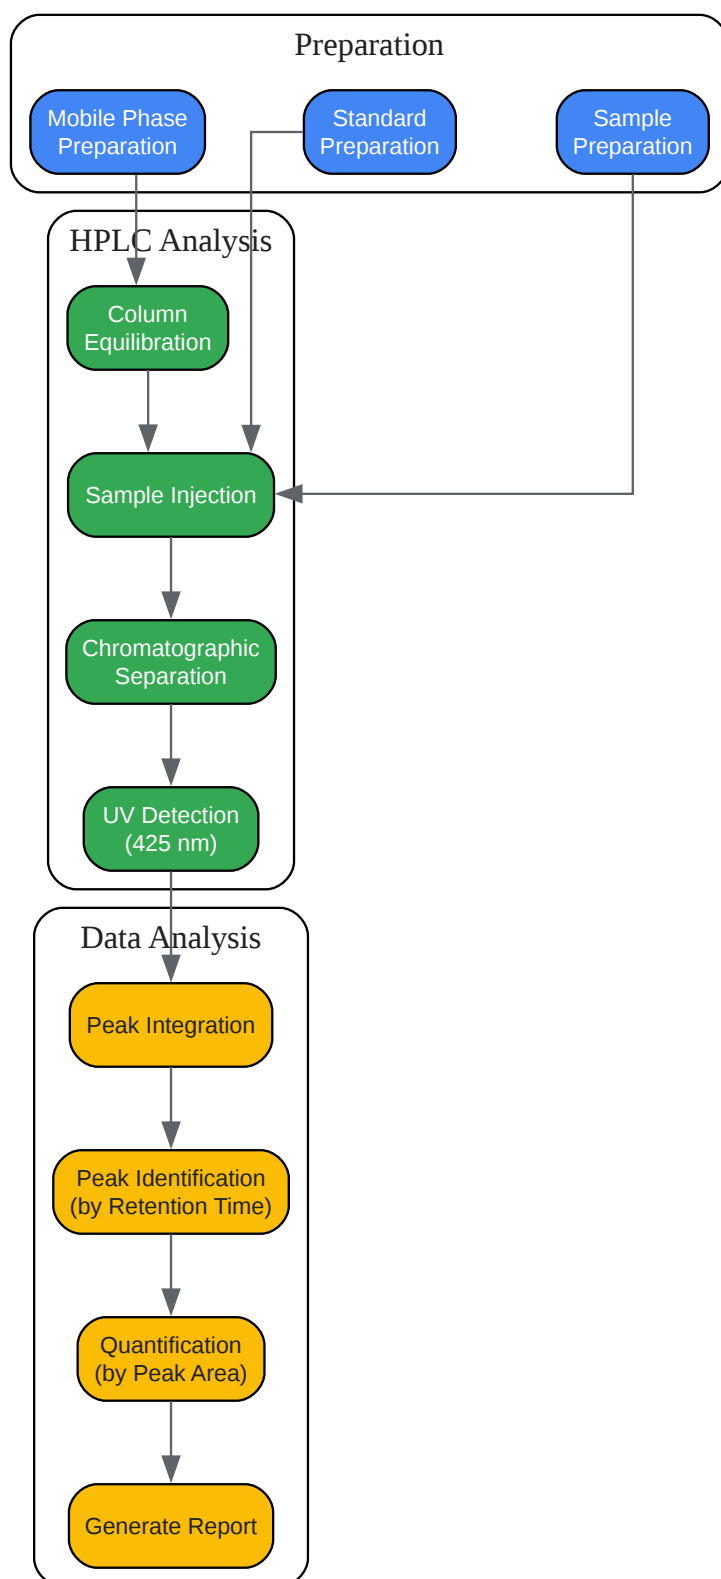 Preparation
Mobile Phase
Preparation
Standard
Preparation
Sample
Preparation
HPLC Analysis
Column
Equilibration
Sample Injection
Chromatographic
Separation
UV Detection
(425 nm)
Data Analysis
Peak Integration
Peak Identification
(by Retention Time)
Quantification
(by Peak Area)
Generate Report